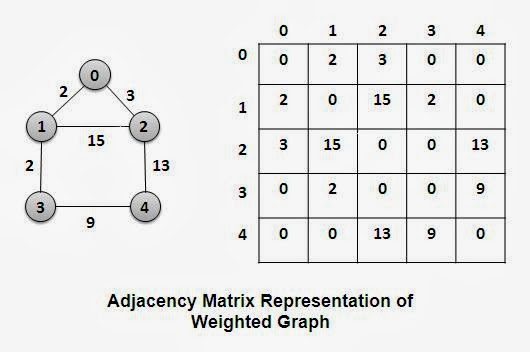 0
2 3
1 2
15
2 13
3 4
9
0 1 2 3 4
0 0 2 3 0 0
1 2 0 15 2 0
2 3 15 0 0 13
3 0 2 0 0 9
4 0 0 13 9 0
Adjacency Matrix Representation of
Weighted Graph